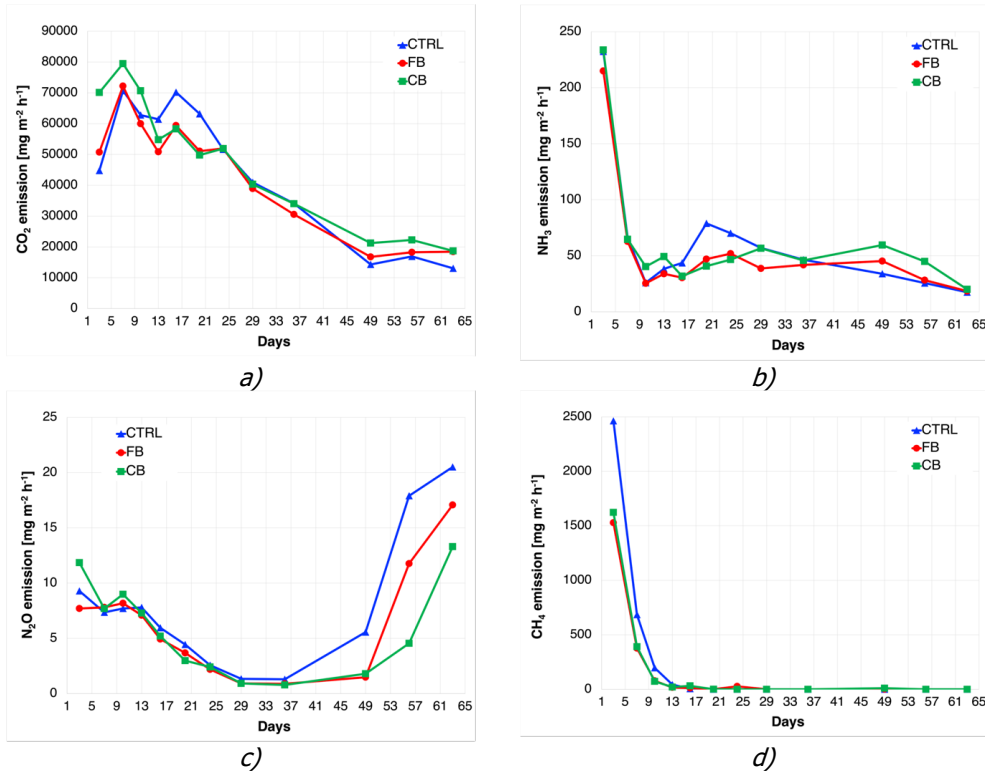 CO₂ emission [mg m⁻² h⁻¹]
90000
80000
70000
60000
50000
40000
30000
20000
10000
0
CTRL
FB
CB
1 5 9 13 17 21 25 29 33 37 41 45 49 53 57 61 65
Days
a)
NH₃ emission [mg m⁻² h⁻¹]
250
200
150
100
50
0
CTRL
FB
CB
1 5 9 13 17 21 25 29 33 37 41 45 49 53 57 61 65
Days
b)
N₂O emission [mg m⁻² h⁻¹]
25
20
15
10
5
0
CTRL
FB
CB
1 5 9 13 17 21 25 29 33 37 41 45 49 53 57 61 65
Days
c)
CH₄ emission [mg m⁻² h⁻¹]
2500
2000
1500
1000
500
0
CTRL
FB
CB
1 5 9 13 17 21 25 29 33 37 41 45 49 53 57 61 65
Days
d)